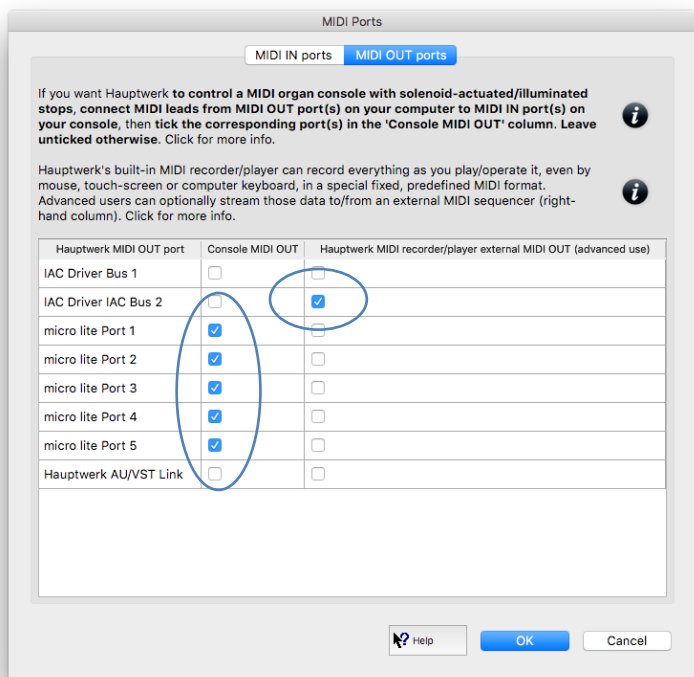 MIDI Ports
MIDI IN ports MIDI OUT ports
If you want Hauptwerk to control a MIDI organ console with solenoid-actuated/illuminated
stops, connect MIDI leads from MIDI OUT port(s) on your computer to MIDI IN port(s) on
your console, then tick the corresponding port(s) in the 'Console MIDI OUT' column. Leave
unticked otherwise. Click for more info.
Hauptwerk's built-in MIDI recorder/player can record everything as you play/operate it, even by
mouse, touch-screen or computer keyboard, in a special fixed, predefined MIDI format.
Advanced users can optionally stream those data to/from an external MIDI sequencer (right-
hand column). Click for more info.
Hauptwerk MIDI OUT port Console MIDI OUT Hauptwerk MIDI recorder/player external MIDI OUT (advanced use)
IAC Driver Bus 1
IAC Driver IAC Bus 2
micro lite Port 1
micro lite Port 2
micro lite Port 3
micro lite Port 4
micro lite Port 5
Hauptwerk AU/VST Link
Help OK Cancel